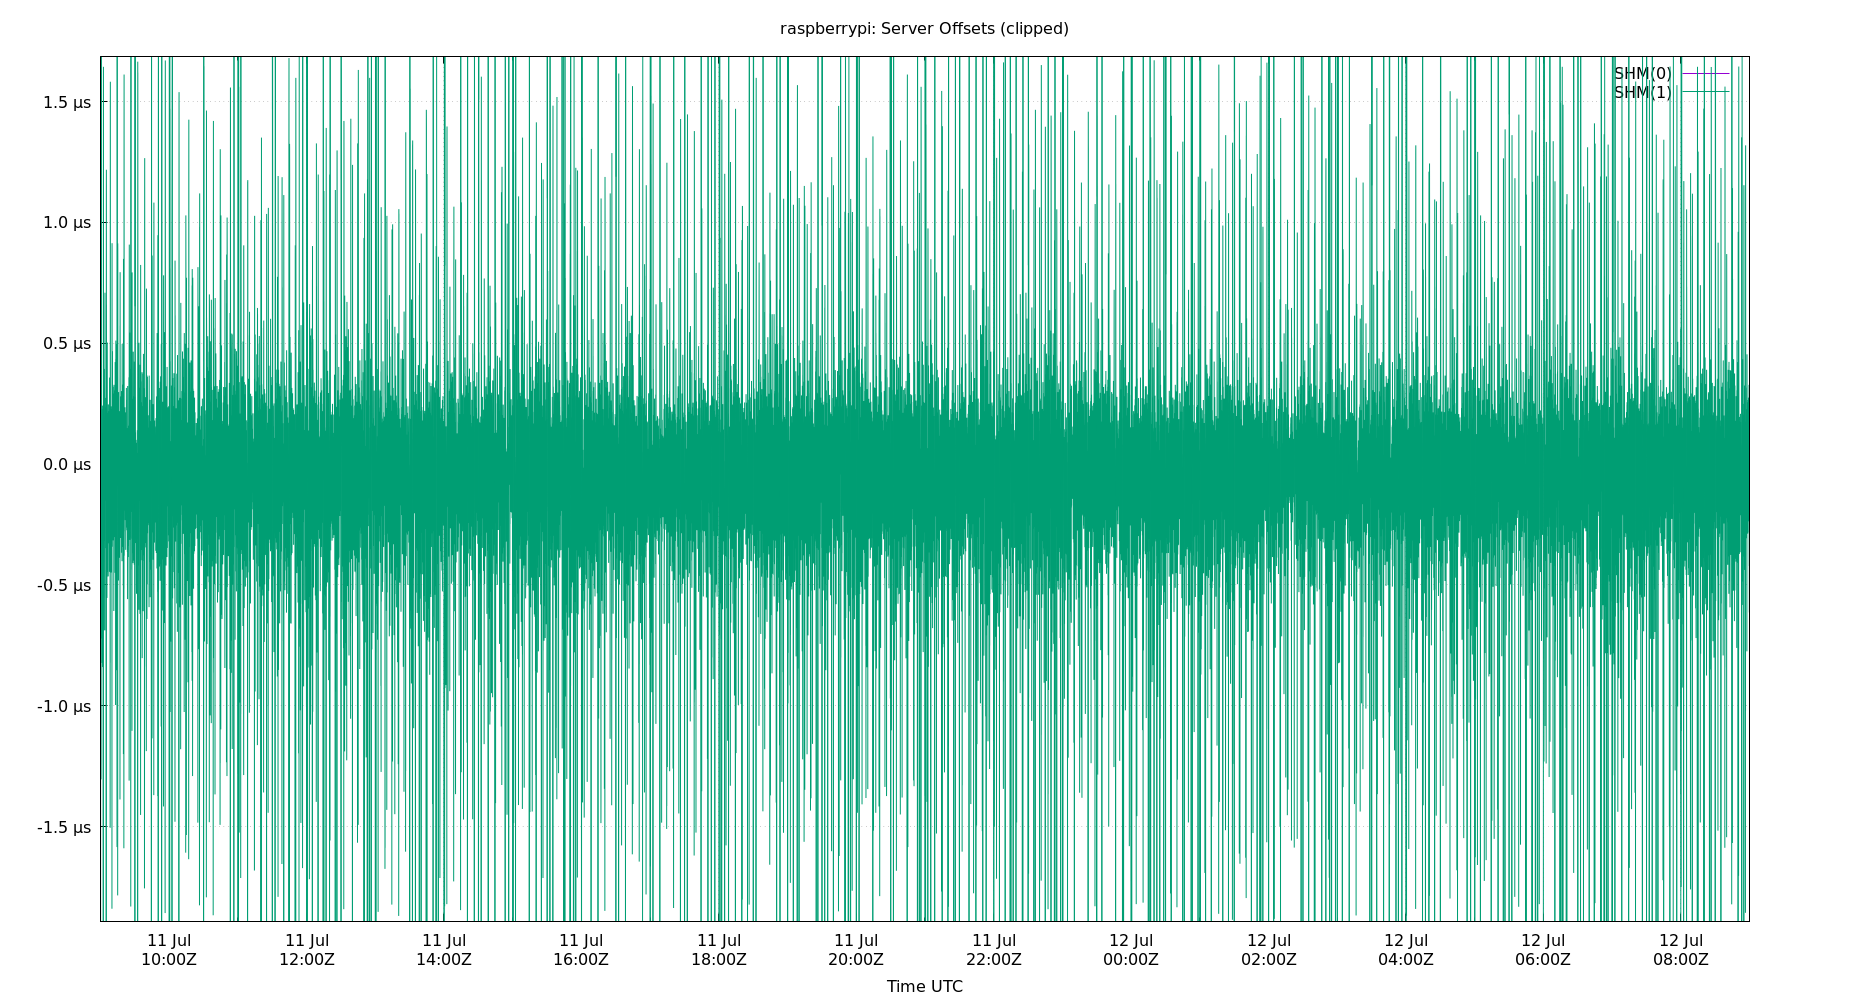 raspberrypi: Server Offsets (clipped)
SHM(0)
SHM(1)
1.5 µs
1.0 µs
0.5 µs
0.0 µs
-0.5 µs
-1.0 µs
-1.5 µs
11 Jul 11 Jul 11 Jul 11 Jul 11 Jul 11 Jul 11 Jul 12 Jul 12 Jul 12 Jul 12 Jul 12 Jul
10:00Z 12:00Z 14:00Z 16:00Z 18:00Z 20:00Z 22:00Z 00:00Z 02:00Z 04:00Z 06:00Z 08:00Z
Time UTC